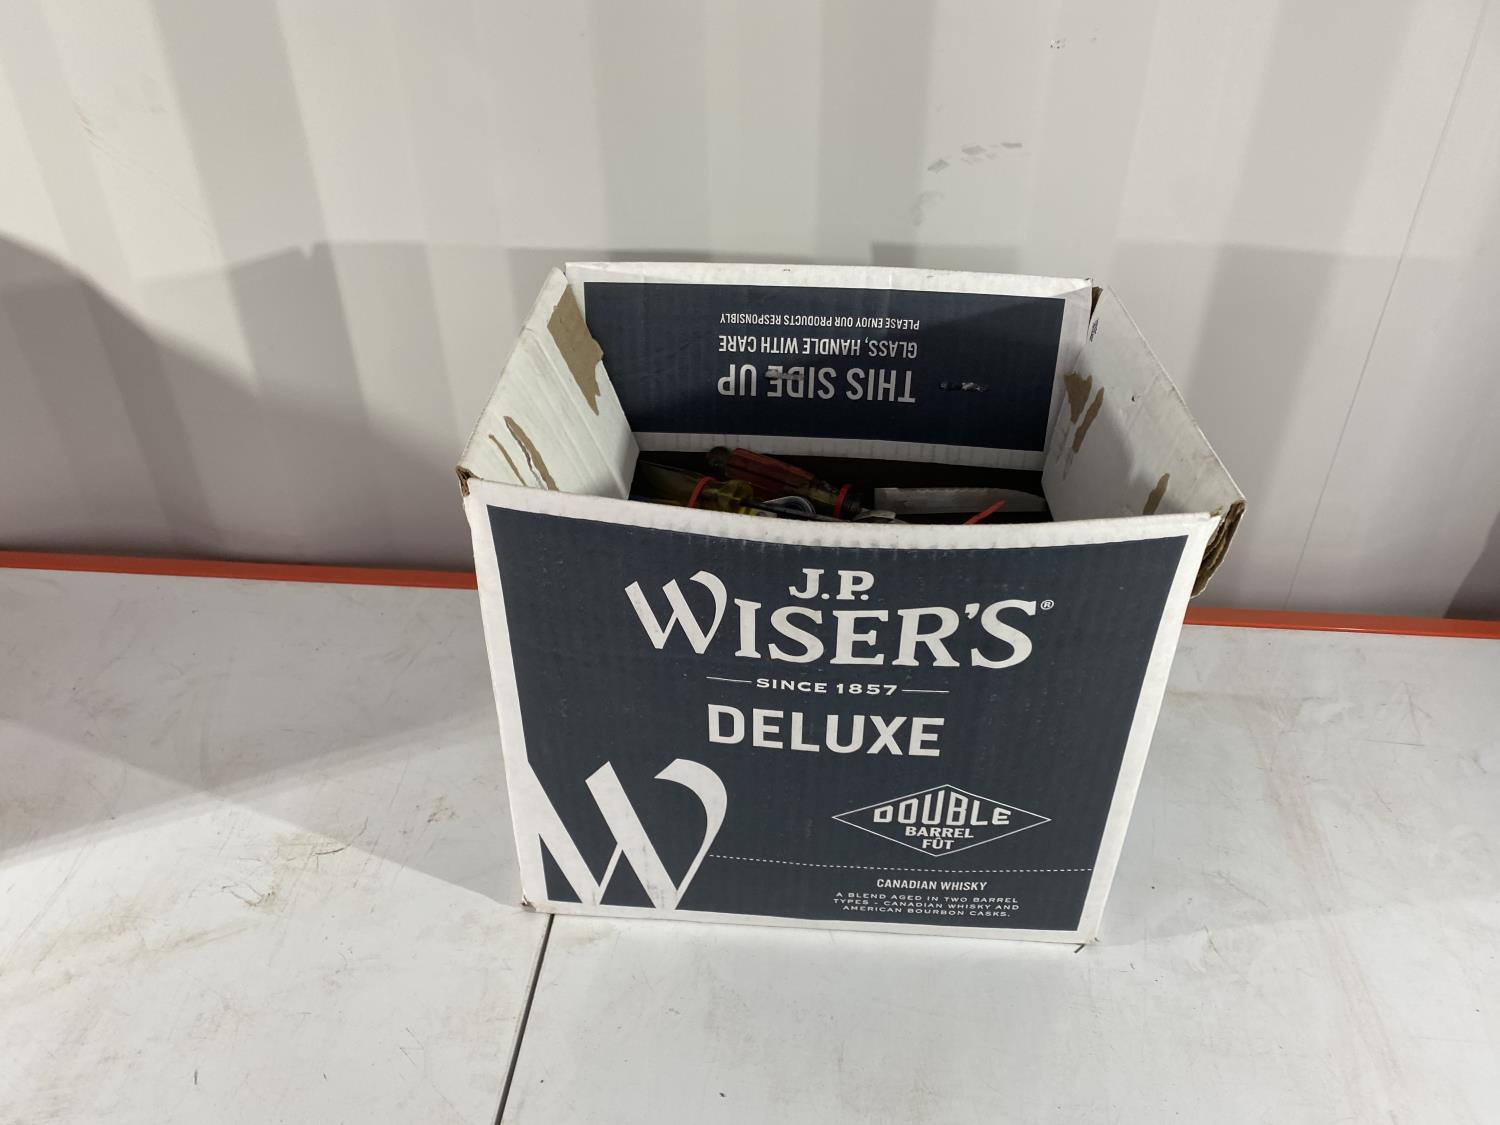 PLEASE ENJOY OUR PRODUCTS RESPONSIBLY
GLASS, HANDLE WITH CARE
THIS SIDE UP
J.P.
WISER'S®
SINCE 1857
DELUXE
W
DOUBLE
BARREL
FÛT
CANADIAN WHISKY
A BLEND AGED IN TWO BARREL
TYPES - CANADIAN WHISKY AND
AMERICAN BOURBON CASKS.